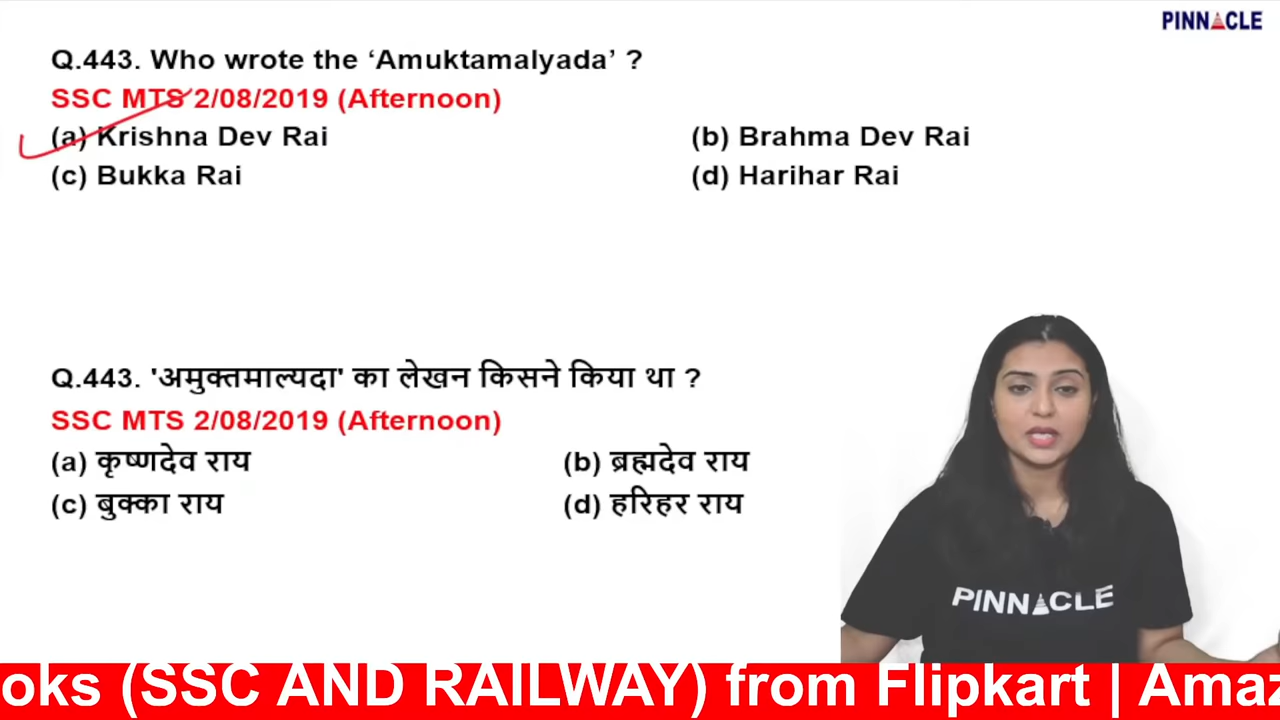 PINNACLE
Q.443. Who wrote the ‘Amuktamalyada’ ?
SSC MTS 2/08/2019 (Afternoon)
(a) Krishna Dev Rai (b) Brahma Dev Rai
(c) Bukka Rai (d) Harihar Rai
Q.443. 'अमुक्तमाल्यदा' का लेखन किसने किया था ?
SSC MTS 2/08/2019 (Afternoon)
(a) कृष्णदेव राय (b) ब्रह्मदेव राय
(c) बुक्का राय (d) हरिहर राय
PINNACLE
oks (SSC AND RAILWAY) from Flipkart | Amaz